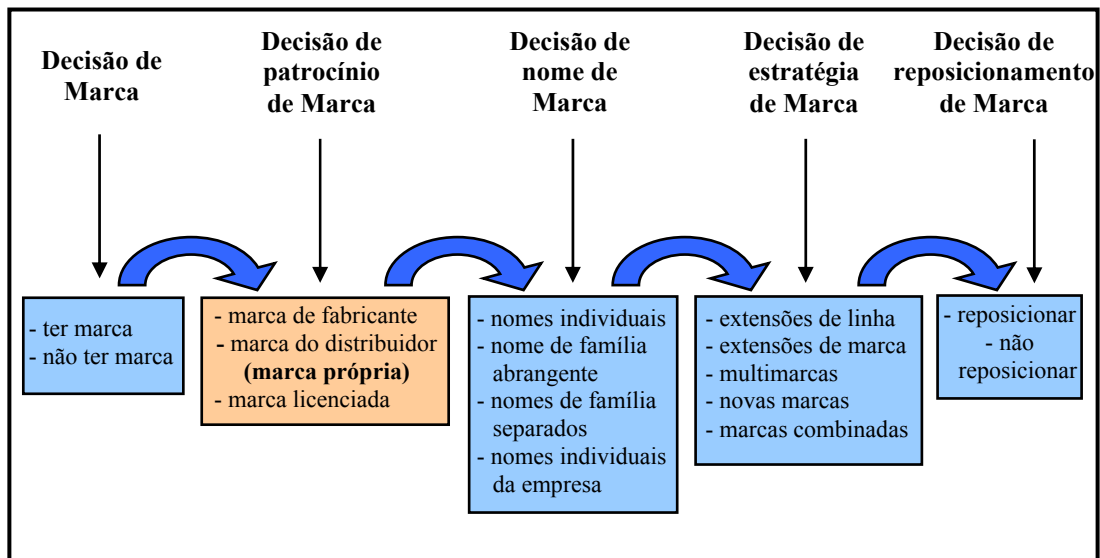 Decisão de
Marca
Decisão de
patrocínio
de Marca
Decisão de
nome de
Marca
Decisão de
estratégia
de Marca
Decisão de
reposicionamento
de Marca
- ter marca
- não ter marca
- marca de fabricante
- marca do distribuidor
(marca própria)
- marca licenciada
- nomes individuais
- nome de família
abrangente
- nomes de família
separados
- nomes individuais
da empresa
- extensões de linha
- extensões de marca
- multimarcas
- novas marcas
- marcas combinadas
- reposicionar
- não
reposicionar